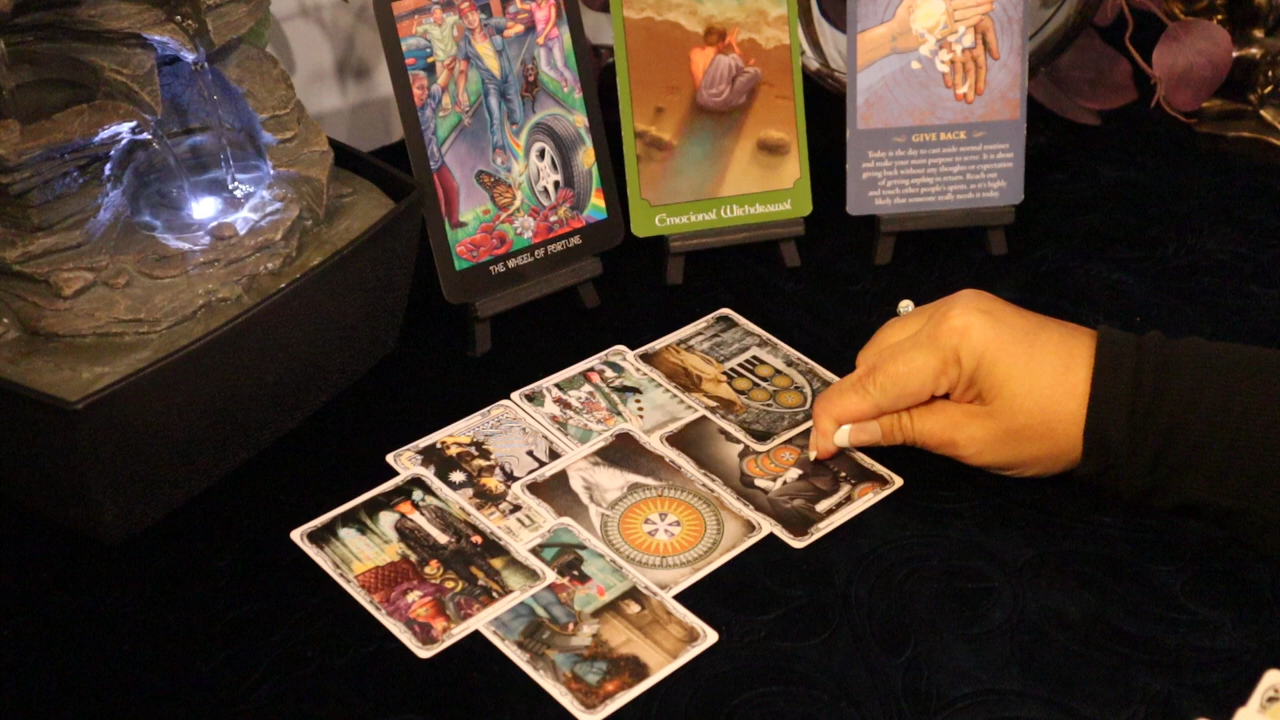 THE WHEEL OF FORTUNE
Emotional Withdrawal
GIVE BACK
Today is the day to cast aside normal routines
and make your main purpose to serve. It is about
giving back without any thoughts or expectation
of getting anything in return. Reach out
and touch other people's spirits, as it's highly
likely that someone really needs it today.